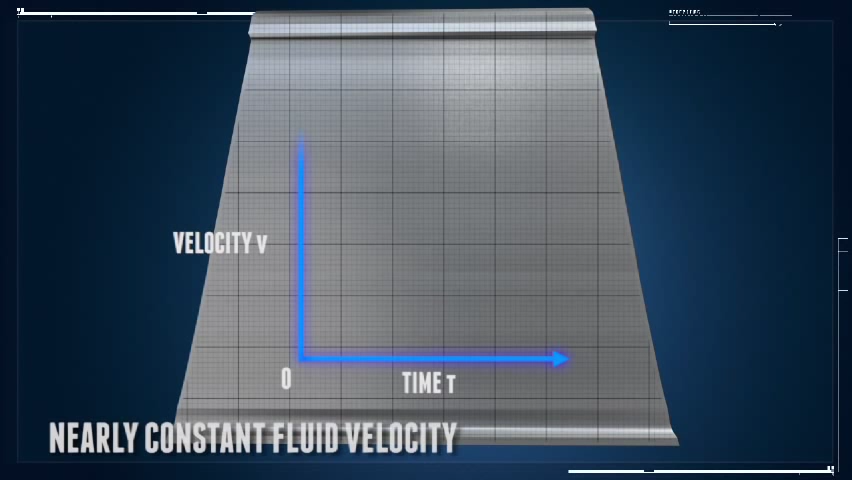 VELOCITY V
0
TIME T
NEARLY CONSTANT FLUID VELOCITY